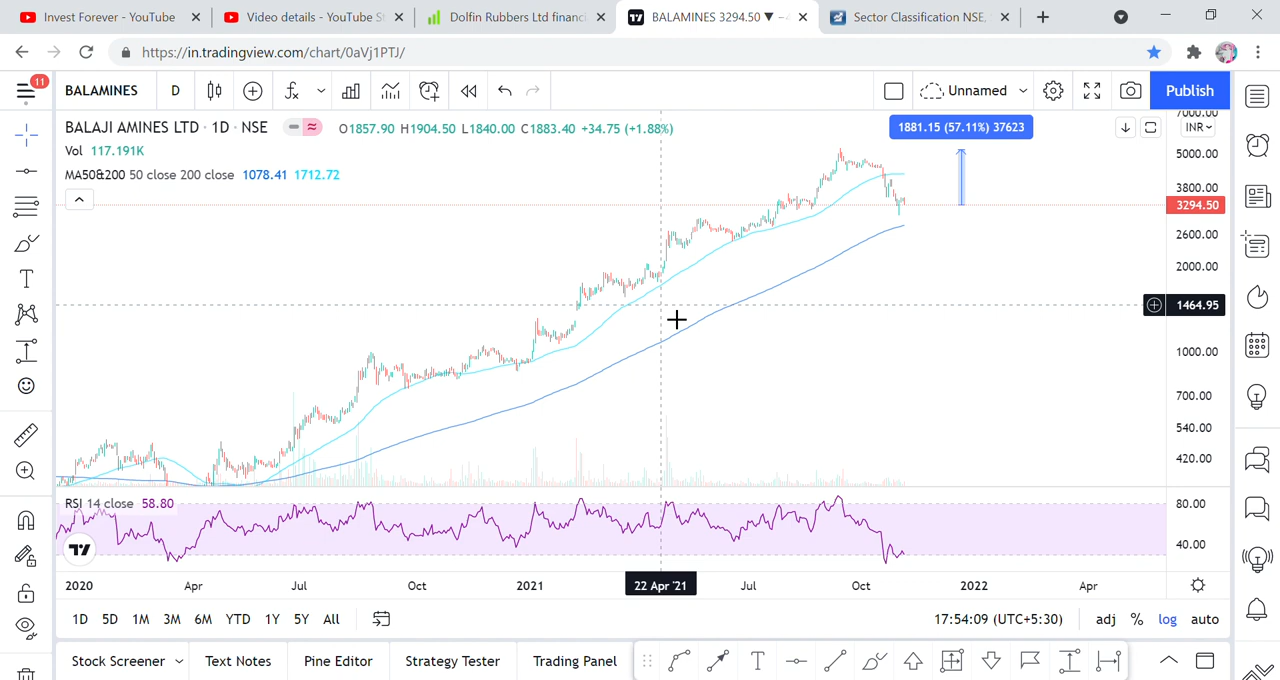 Invest Forever - YouTube
Video details - YouTube St
Dolfin Rubbers Ltd financi
BALAMINES 3294.50 ▼ −4
Sector Classification NSE,
https://in.tradingview.com/chart/0aVj1PTJ/
11
BALAMINES
D
Unnamed
Publish
BALAJI AMINES LTD · 1D · NSE
O1857.90 H1904.50 L1840.00 C1883.40 +34.75 (+1.88%)
Vol 117.191K
MA50&200 50 close 200 close 1078.41 1712.72
1881.15 (57.11%) 37623
7000.00
INR
5000.00
3800.00
3294.50
2600.00
2000.00
1464.95
1000.00
700.00
540.00
420.00
RSI 14 close 58.80
80.00
40.00
2020 Apr Jul Oct 2021 22 Apr '21 Jul Oct 2022 Apr
1D 5D 1M 3M 6M YTD 1Y 5Y All
17:54:09 (UTC+5:30) adj % log auto
Stock Screener Text Notes Pine Editor Strategy Tester Trading Panel